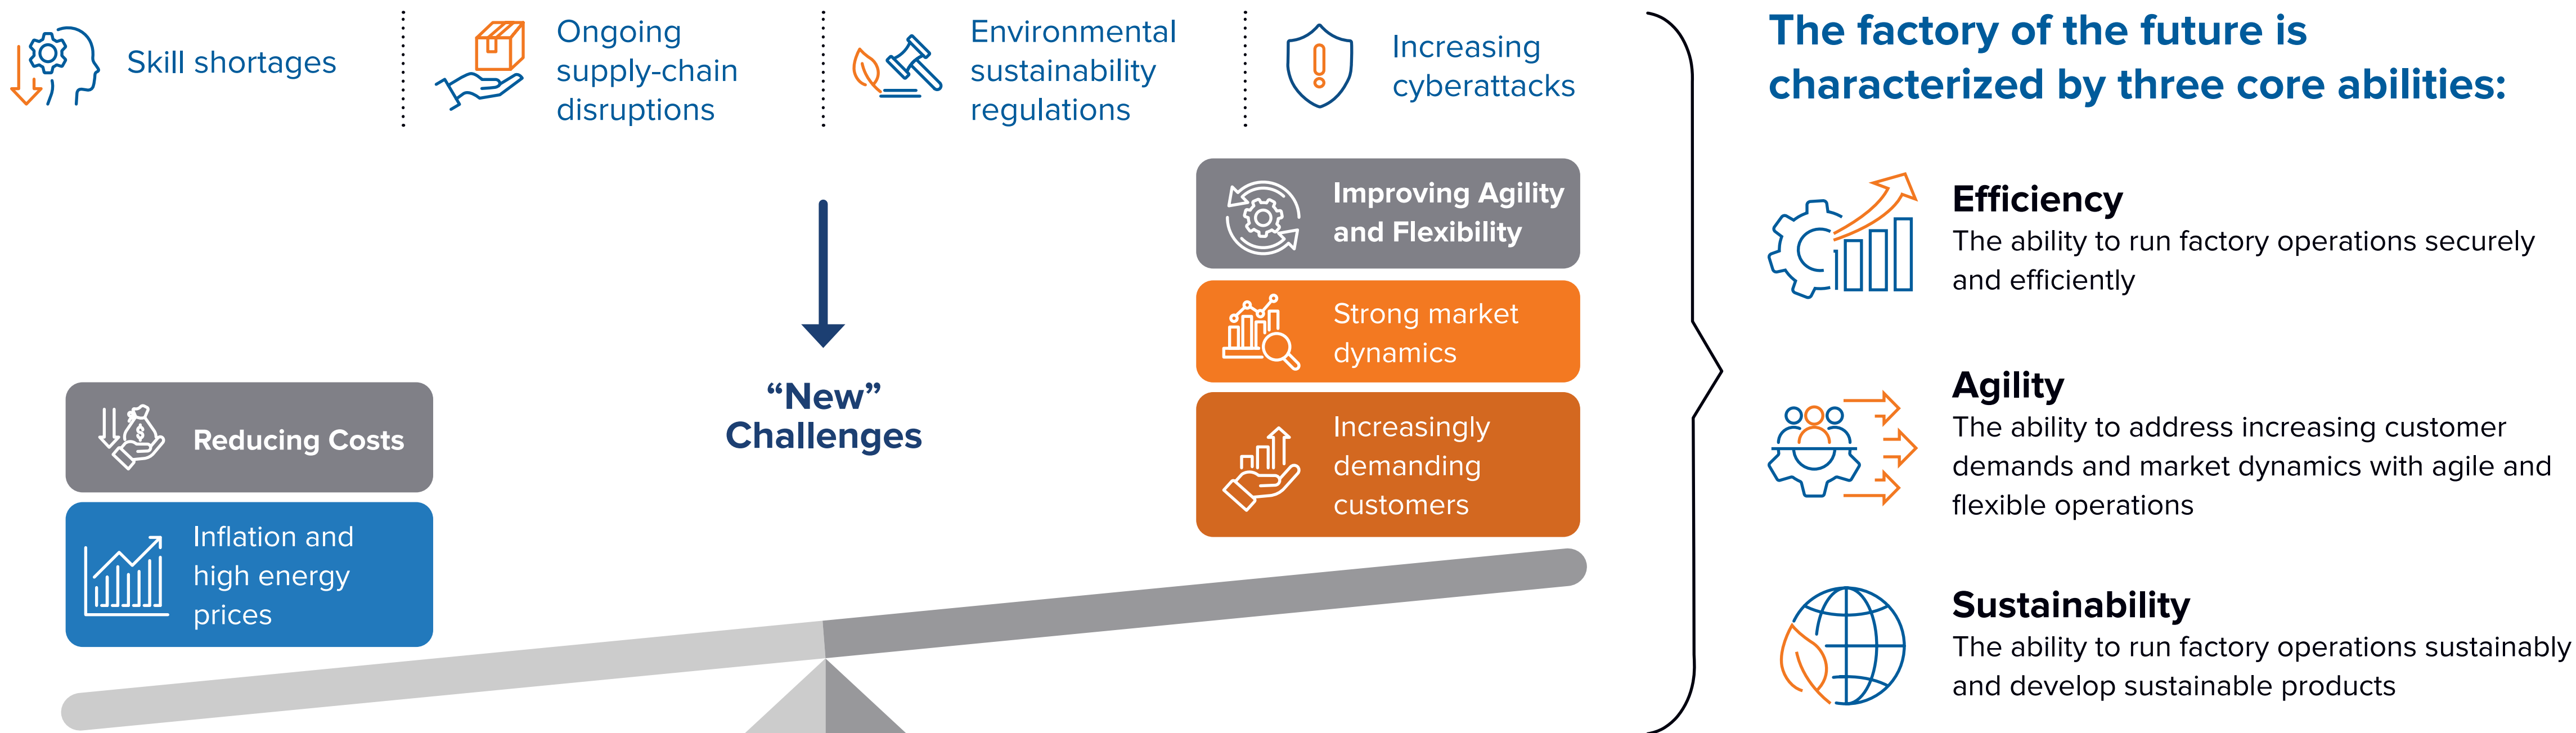 Skill shortages
Ongoing
supply-chain
disruptions
Environmental
sustainability
regulations
Increasing
cyberattacks
“New”
Challenges
Reducing Costs
Inflation and
high energy
prices
Improving Agility
and Flexibility
Strong market
dynamics
Increasingly
demanding
customers
The factory of the future is
characterized by three core abilities:
Efficiency
The ability to run factory operations securely
and efficiently
Agility
The ability to address increasing customer
demands and market dynamics with agile and
flexible operations
Sustainability
The ability to run factory operations sustainably
and develop sustainable products